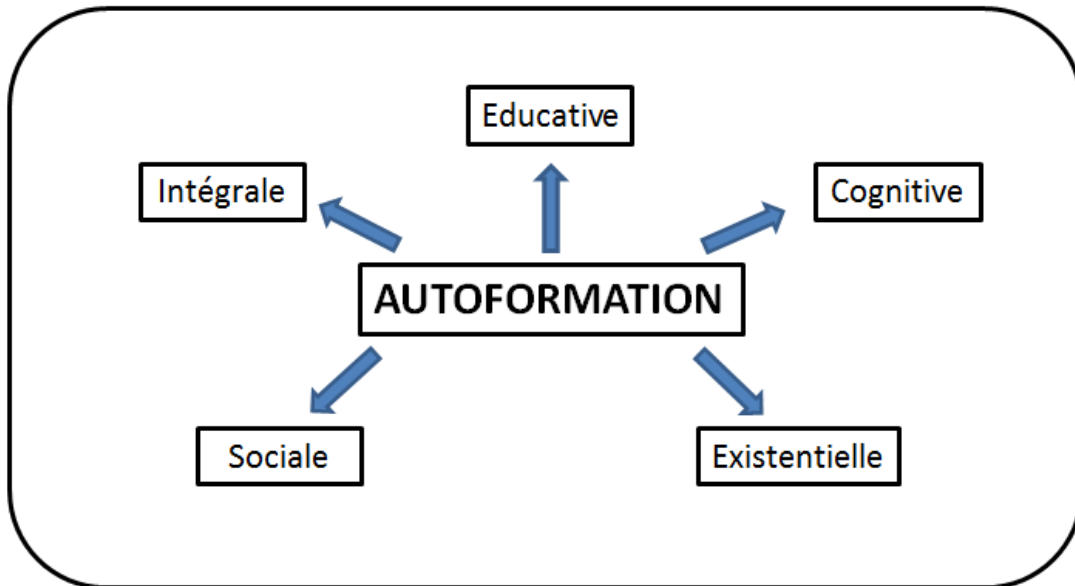 Educative
Intégrale
Cognitive
AUTOFORMATION
Sociale
Existentielle